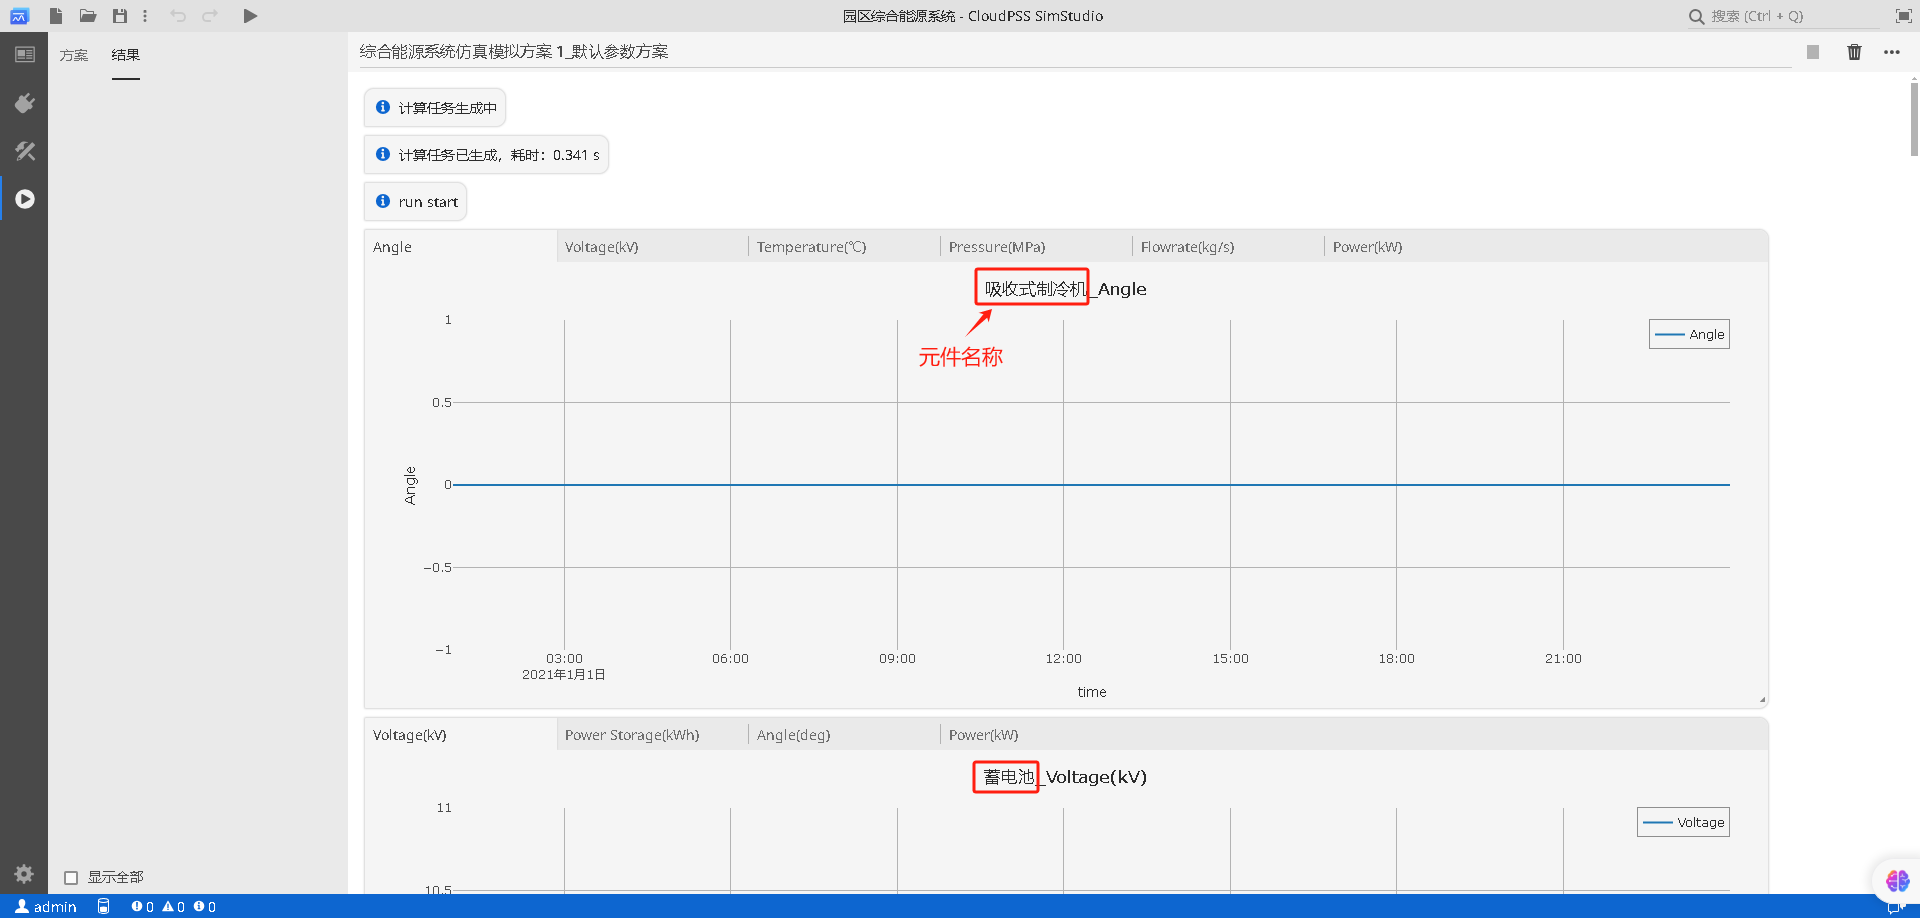 园区综合能源系统 - CloudPSS SimStudio
搜索 (Ctrl + Q)
方案 结果
综合能源系统仿真模拟方案 1_默认参数方案
计算任务生成中
计算任务已生成，耗时：0.341 s
run start
Angle Voltage(kV) Temperature(℃) Pressure(MPa) Flowrate(kg/s) Power(kW)
吸收式制冷机_Angle
元件名称
Angle
1
0.5
0
−0.5
−1
Angle
03:00 06:00 09:00 12:00 15:00 18:00 21:00
2021年1月1日
time
Voltage(kV) Power Storage(kWh) Angle(deg) Power(kW)
蓄电池_Voltage(kV)
11
Voltage
10.5
显示全部
admin 0 0 0